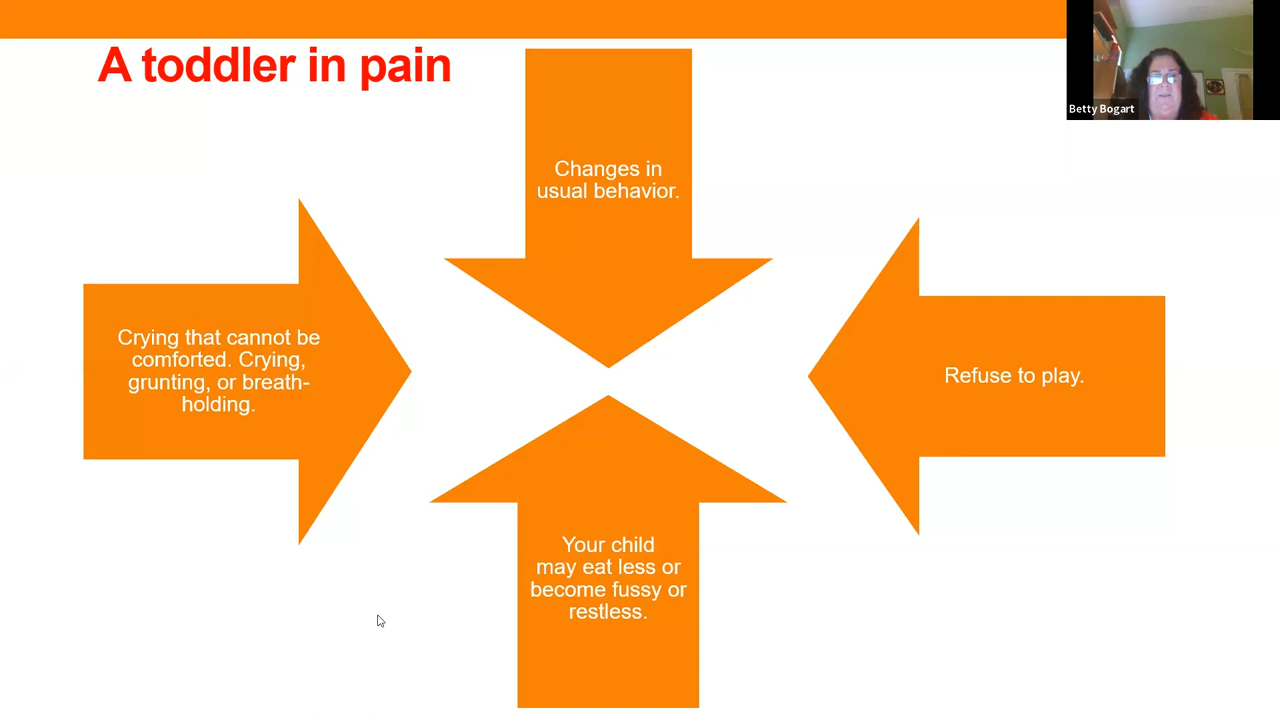 A toddler in pain
Betty Bogart
Changes in
usual behavior.
Crying that cannot be
comforted. Crying,
grunting, or breath-
holding.
Refuse to play.
Your child
may eat less or
become fussy or
restless.